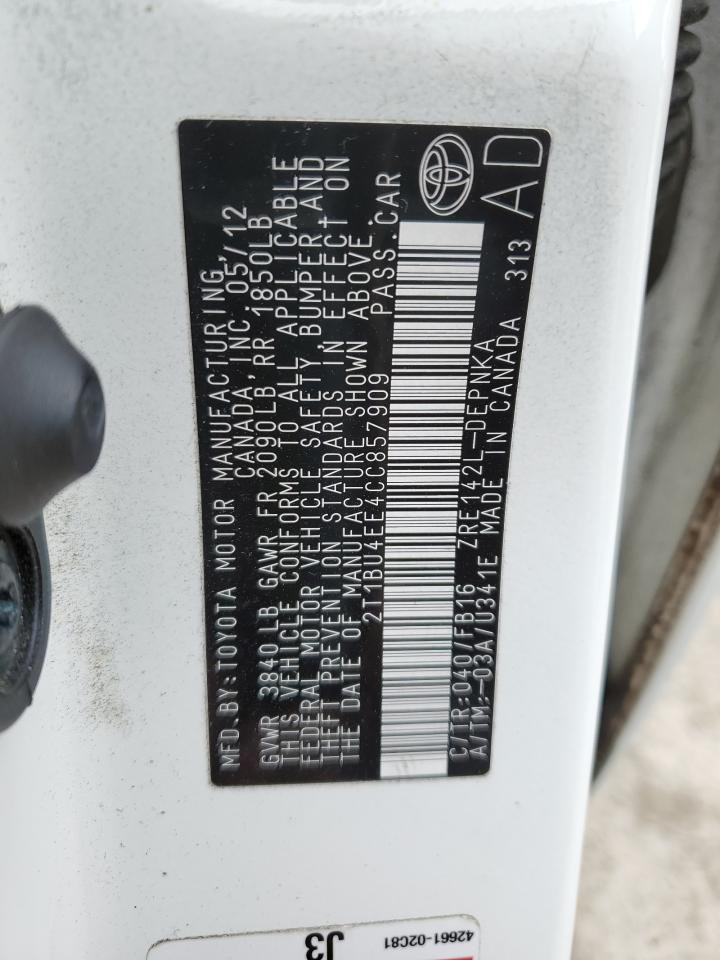 MFD.BY:TOYOTA MOTOR MANUFACTURING,
CANADA INC. 05/12
GVWR 3840LB GAWR FR 2090LB, RR 1850LB
THIS VEHICLE CONFORMS TO ALL APPLICABLE
FEDERAL MOTOR VEHICLE SAFETY, BUMPER AND
THEFT PREVENTION STANDARDS IN EFFECT ON
THE DATE OF MANUFACTURE SHOWN ABOVE.
2T1BU4EE4CC857909 PASS.CAR
C/TR:040/FB16 ZRE142L-DEPNKA
A/TM:-03A/U341E MADE IN CANADA 313
AD
42661-02C81
J3